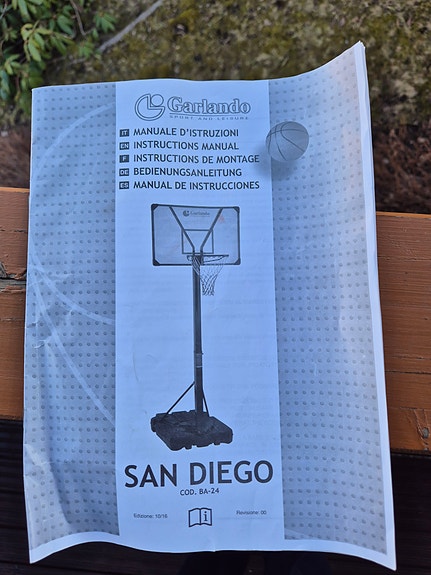 Garlando
SPORT AND LEISURE
IT MANUALE D'ISTRUZIONI
EN INSTRUCTIONS MANUAL
F INSTRUCTIONS DE MONTAGE
DE BEDIENUNGSANLEITUNG
ES MANUAL DE INSTRUCCIONES
Garlando
SAN DIEGO
COD. BA-24
Edizione: 10/16
Revisione: 00